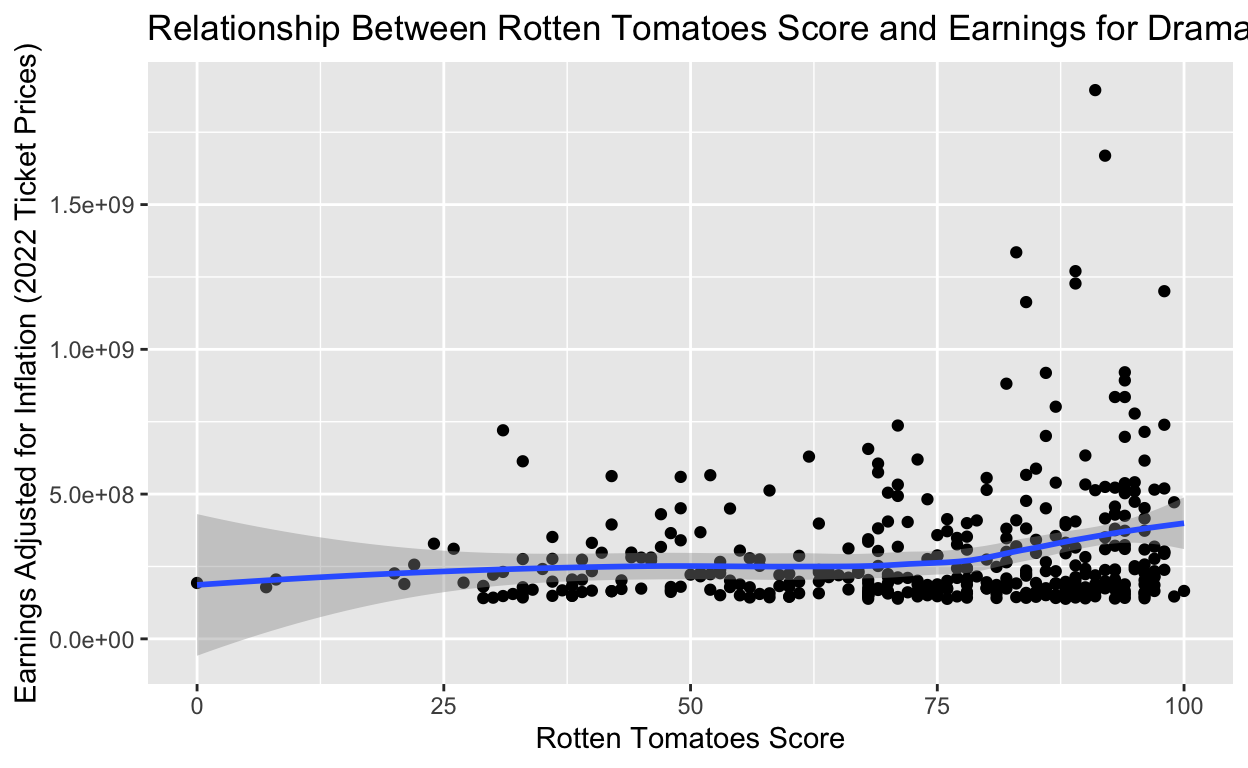 Relationship Between Rotten Tomatoes Score and Earnings for Drama
Earnings Adjusted for Inflation (2022 Ticket Prices)
1.5e+09
1.0e+09
5.0e+08
0.0e+00
0 25 50 75 100
Rotten Tomatoes Score